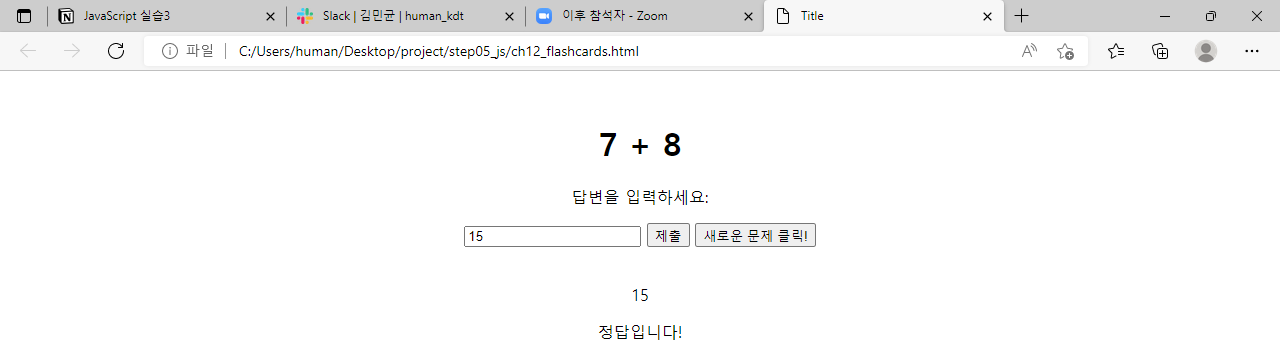 JavaScript 실습3
Slack | 김민균 | human_kdt
이후 참석자 - Zoom
Title
파일
C:/Users/human/Desktop/project/step05_js/ch12_flashcards.html
7 + 8
답변을 입력하세요:
15 제출 새로운 문제 클릭!
15
정답입니다!